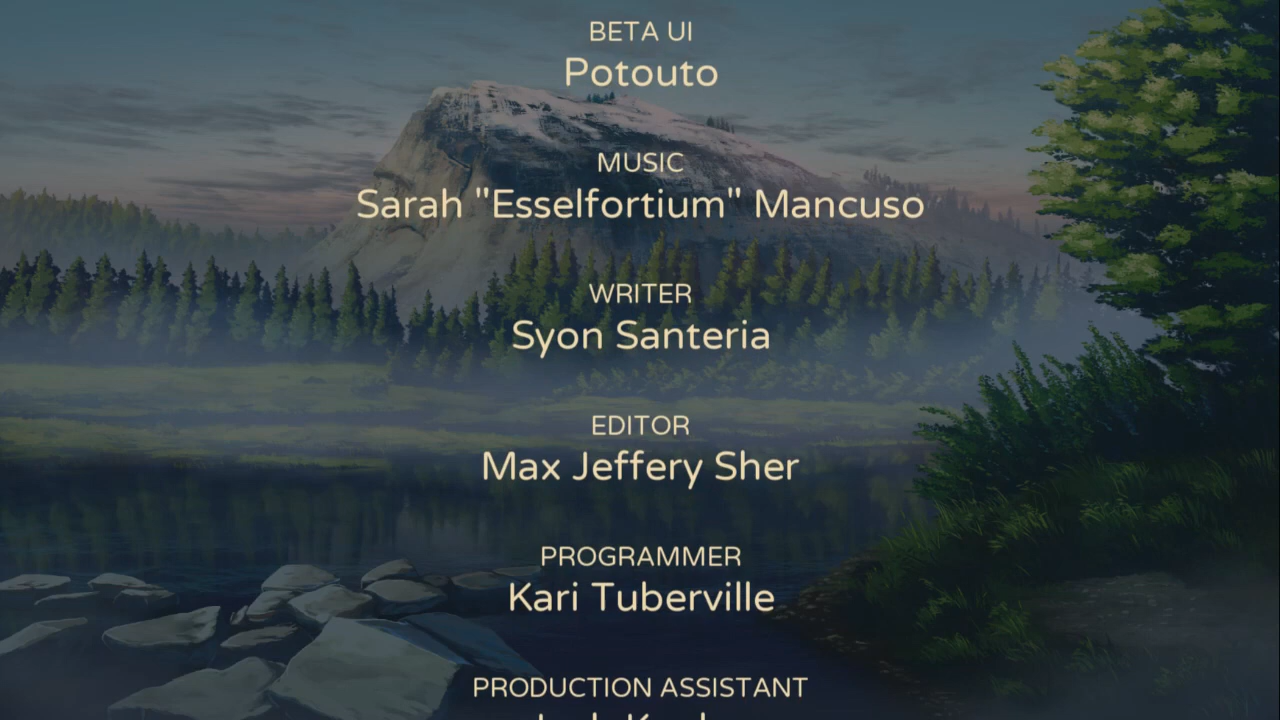 BETA UI
Potouto
MUSIC
Sarah "Esselfortium" Mancuso
WRITER
Syon Santeria
EDITOR
Max Jeffery Sher
PROGRAMMER
Kari Tuberville
PRODUCTION ASSISTANT